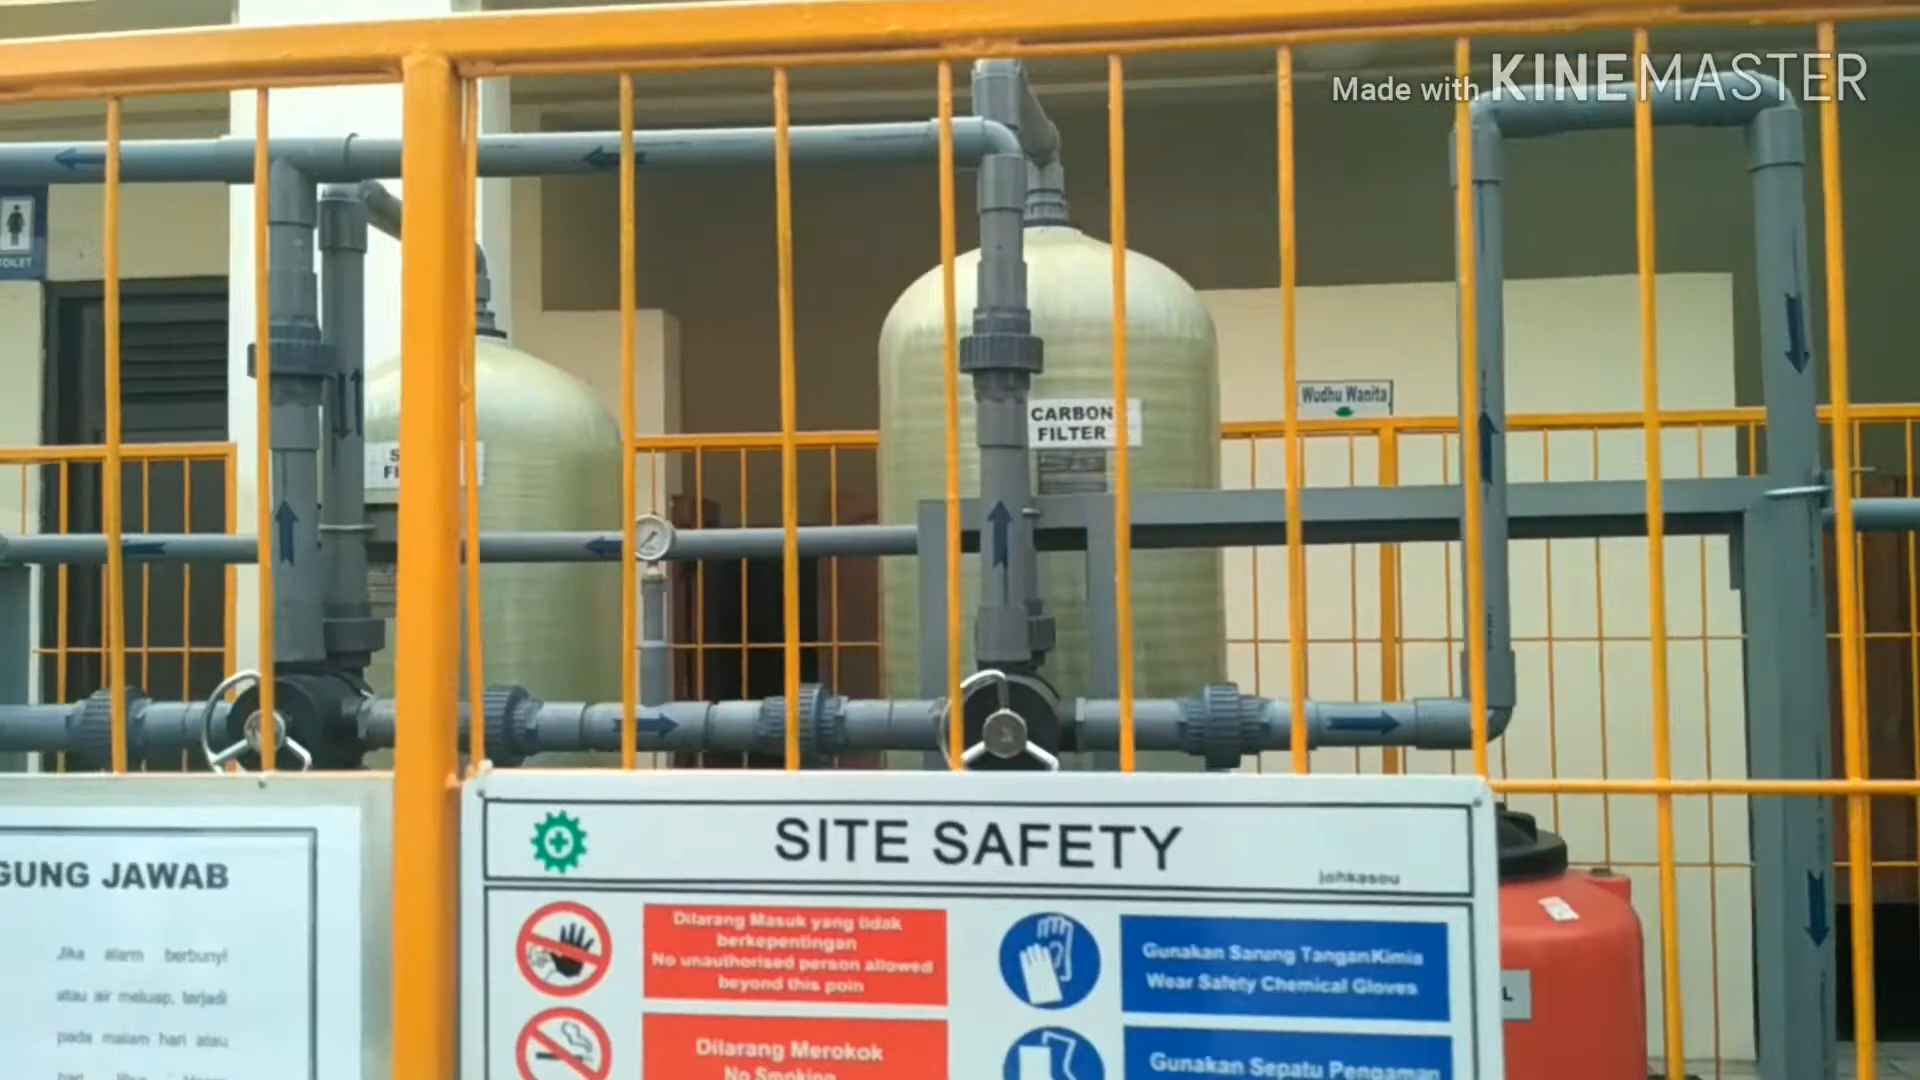 Made with KINEMASTER
TOILET
CARBON
FILTER
Wudhu Wanita
GUNG JAWAB
Jika alarm berbunyi
atau air meluap, terjadi
pada malam hari atau
SITE SAFETY
johkasou
Dilarang Masuk yang tidak
berkepentingan
No unauthorised person allowed
beyond this poin
Gunakan Sarung Tangan Kimia
Wear Safety Chemical Gloves
Dilarang Merokok
No Smoking
Gunakan Sepatu Pengaman